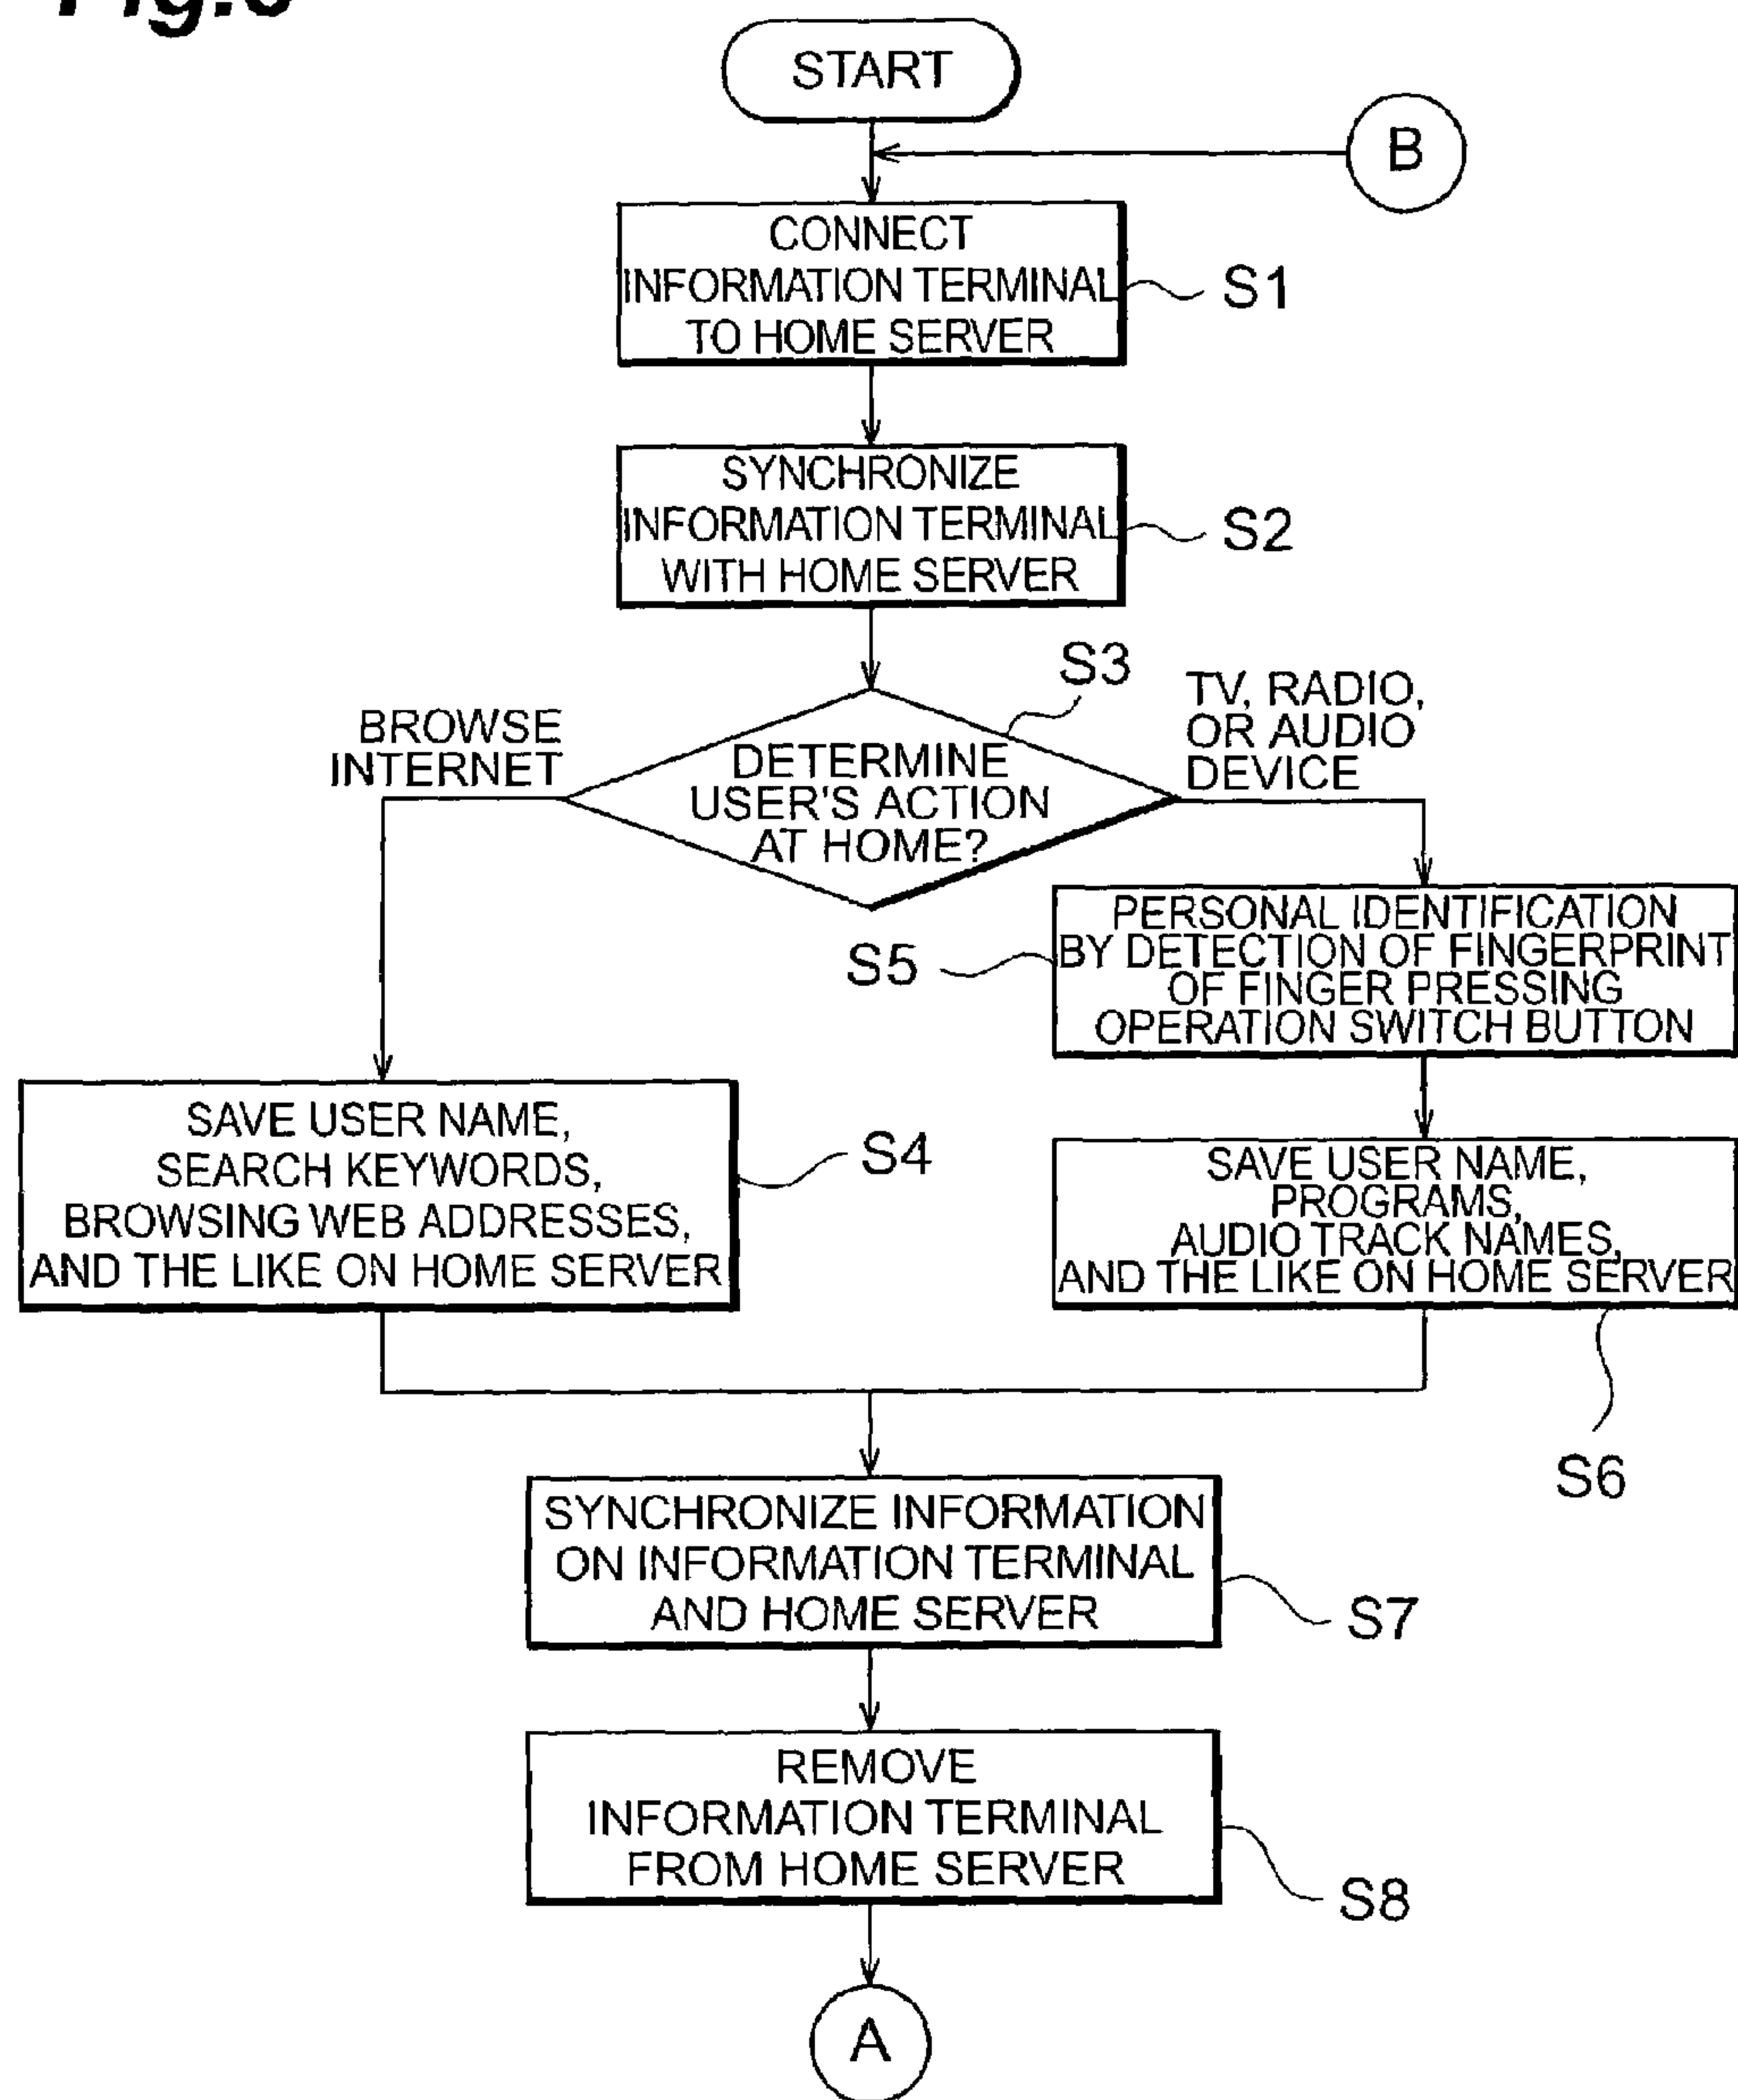 START
B
CONNECT
INFORMATION TERMINAL
TO HOME SERVER
S1
SYNCHRONIZE
INFORMATION TERMINAL
WITH HOME SERVER
S2
S3
BROWSE
INTERNET
DETERMINE
USER'S ACTION
AT HOME?
TV, RADIO,
OR AUDIO
DEVICE
S5
PERSONAL IDENTIFICATION
BY DETECTION OF FINGERPRINT
OF FINGER PRESSING
OPERATION SWITCH BUTTON
SAVE USER NAME,
SEARCH KEYWORDS,
BROWSING WEB ADDRESSES,
AND THE LIKE ON HOME SERVER
S4
SAVE USER NAME,
PROGRAMS,
AUDIO TRACK NAMES,
AND THE LIKE ON HOME SERVER
S6
SYNCHRONIZE INFORMATION
ON INFORMATION TERMINAL
AND HOME SERVER
S7
REMOVE
INFORMATION TERMINAL
FROM HOME SERVER
S8
A